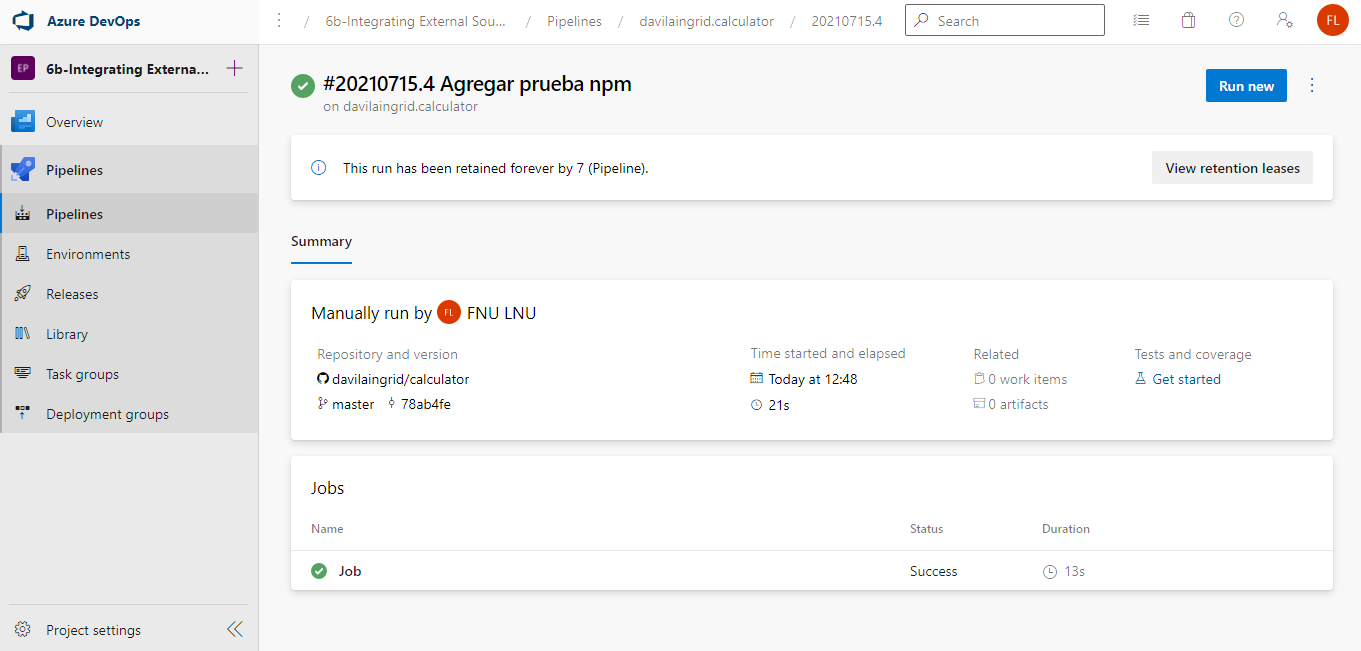 Azure DevOps
/ 6b-Integrating External Sou... / Pipelines / davilaingrid.calculator / 20210715.4
Search
FL
EP 6b-Integrating Externa...
Overview
Pipelines
Pipelines
Environments
Releases
Library
Task groups
Deployment groups
Project settings
#20210715.4 Agregar prueba npm
on davilaingrid.calculator
Run new
This run has been retained forever by 7 (Pipeline).
View retention leases
Summary
Manually run by FL FNU LNU
Repository and version
davilaingrid/calculator
master 78ab4fe
Time started and elapsed
Today at 12:48
21s
Related
0 work items
0 artifacts
Tests and coverage
Get started
Jobs
Name Status Duration
Job Success 13s